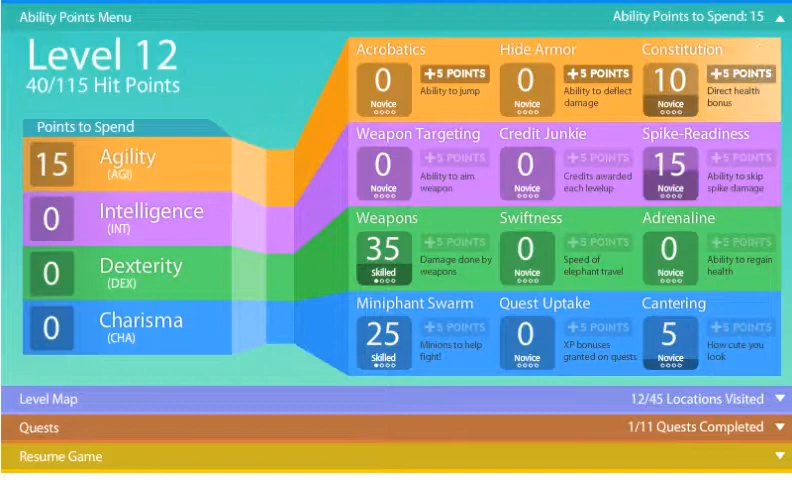 Ability Points Menu
Ability Points to Spend: 15
Level 12
40/115 Hit Points
Points to Spend
15 Agility
(AGI)
0 Intelligence
(INT)
0 Dexterity
(DEX)
0 Charisma
(CHA)
Acrobatics
0
Novice
+5 POINTS
Ability to jump
Hide Armor
0
Novice
+5 POINTS
Ability to deflect
damage
Constitution
10
Novice
+5 POINTS
Direct health
bonus
Weapon Targeting
0
Novice
+5 POINTS
Ability to aim
weapon
Credit Junkie
0
Novice
+5 POINTS
Credits awarded
each levelup
Spike-Readiness
15
Novice
+5 POINTS
Ability to skip
spike damage
Weapons
35
Skilled
+5 POINTS
Damage done by
weapons
Swiftness
0
Novice
+5 POINTS
Speed of
elephant travel
Adrenaline
0
Novice
+5 POINTS
Ability to regain
health
Miniphant Swarm
25
Skilled
+5 POINTS
Minions to help
fight!
Quest Uptake
0
Novice
+5 POINTS
XP bonuses
granted on quests
Cantering
5
Novice
+5 POINTS
How cute you
look
Level Map
12/45 Locations Visited
Quests
1/11 Quests Completed
Resume Game